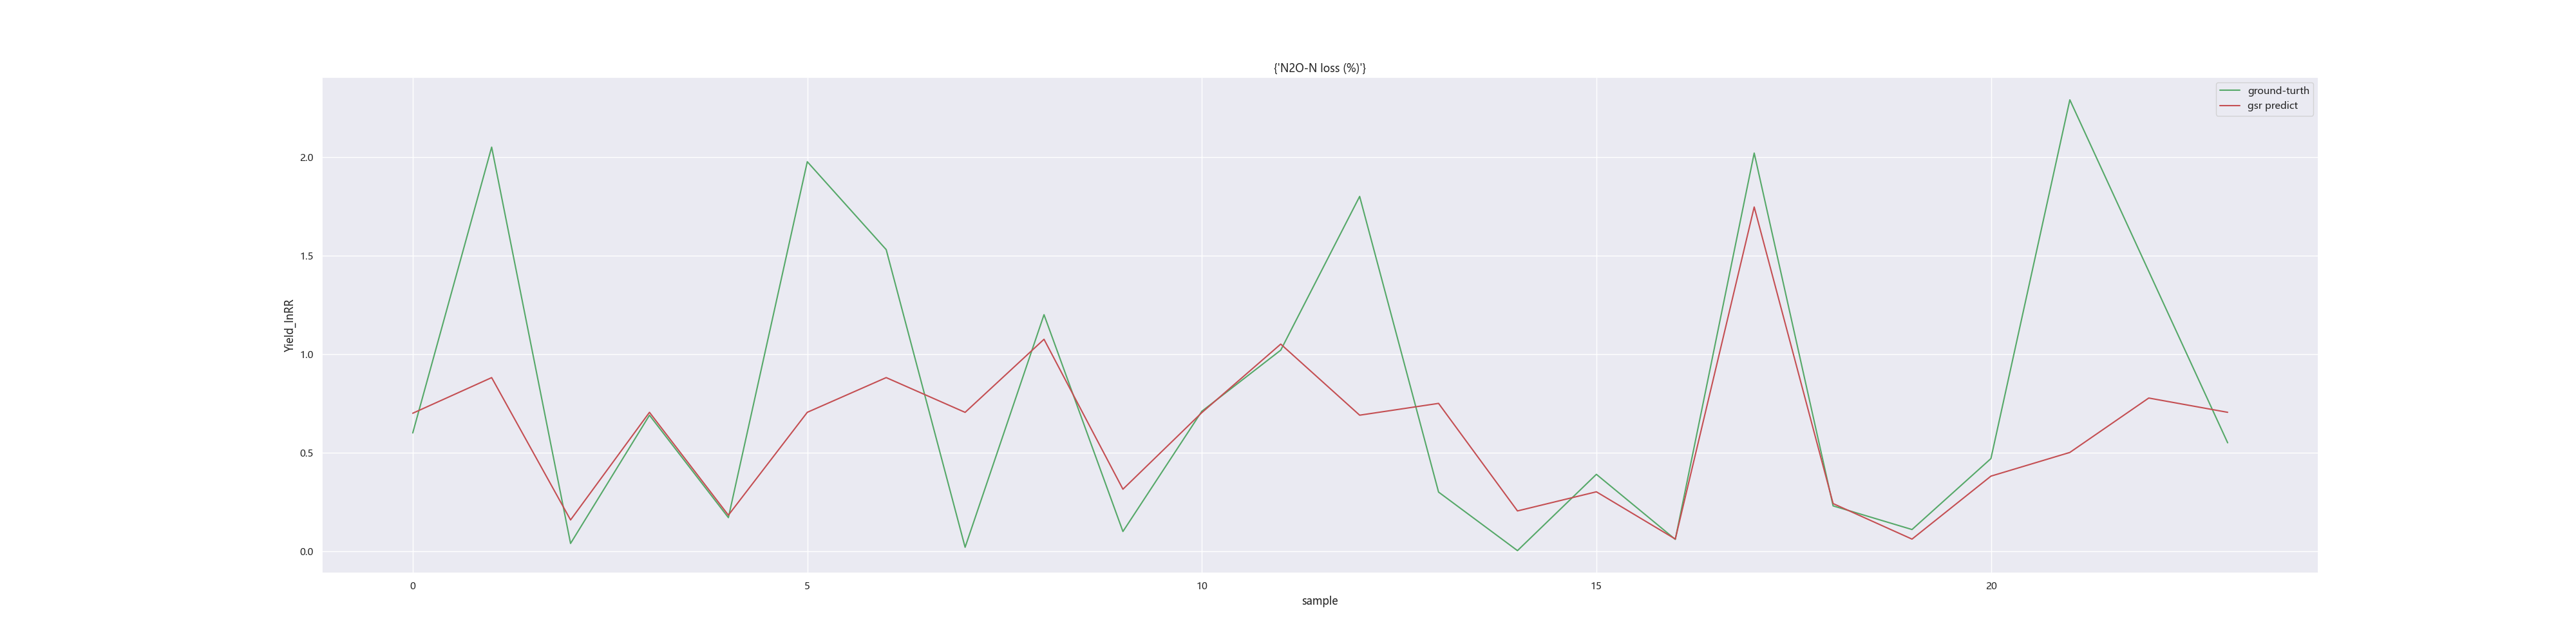 {'N2O-N loss (%)'}
ground-turth
gsr predict
2.0
1.5
1.0
0.5
0.0
Yield_lnRR
0 5 10 15 20
sample